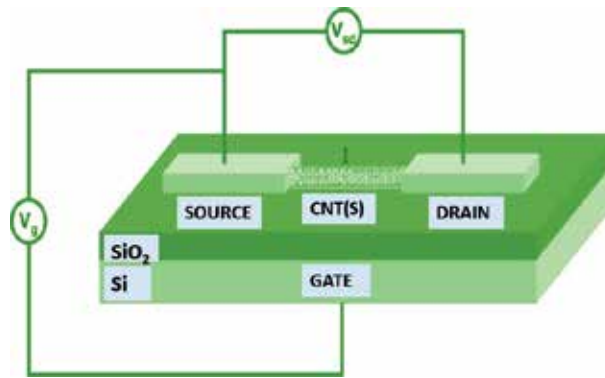 Vsd
Vg
SOURCE
CNT(S)
DRAIN
SiO₂
Si
GATE